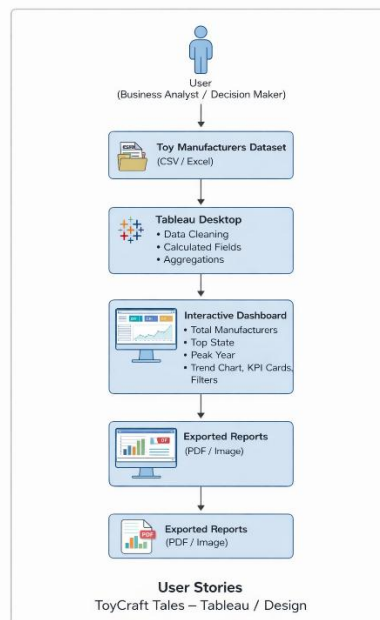 User
(Business Analyst / Decision Maker)
Toy Manufacturers Dataset
(CSV / Excel)
Tableau Desktop
• Data Cleaning
• Calculated Fields
• Aggregations
Interactive Dashboard
• Total Manufacturers
• Top State
• Peak Year
• Trend Chart, KPI Cards,
Filters
Exported Reports
(PDF / Image)
PDF
Exported Reports
(PDF / Image)
User Stories
ToyCraft Tales – Tableau / Design